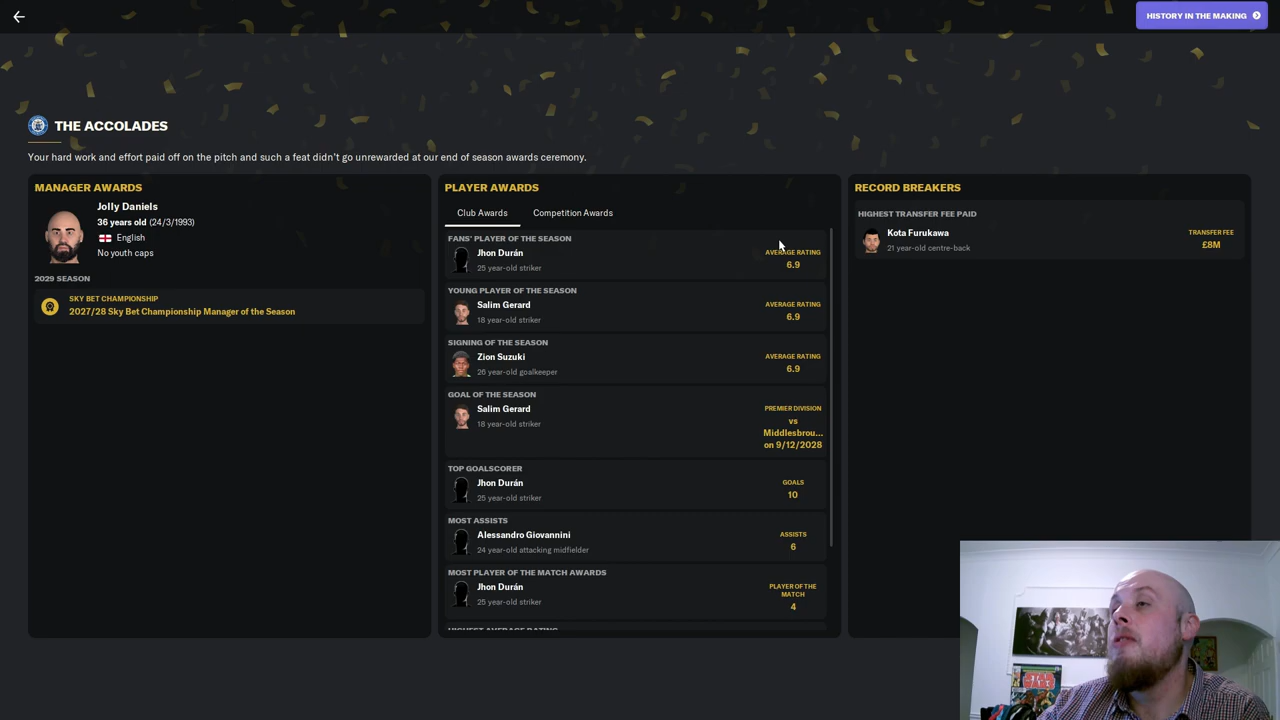 HISTORY IN THE MAKING
THE ACCOLADES
Your hard work and effort paid off on the pitch and such a feat didn't go unrewarded at our end of season awards ceremony.
MANAGER AWARDS
Jolly Daniels
36 years old (24/3/1993)
English
No youth caps
2029 SEASON
SKY BET CHAMPIONSHIP
2027/28 Sky Bet Championship Manager of the Season
PLAYER AWARDS
Club Awards
Competition Awards
FANS' PLAYER OF THE SEASON
Jhon Durán
25 year-old striker
AVERAGE RATING
6.9
YOUNG PLAYER OF THE SEASON
Salim Gerard
18 year-old striker
AVERAGE RATING
6.9
SIGNING OF THE SEASON
Zion Suzuki
26 year-old goalkeeper
AVERAGE RATING
6.9
GOAL OF THE SEASON
Salim Gerard
18 year-old striker
PREMIER DIVISION
vs
Middlesbrou...
on 9/12/2028
TOP GOALSCORER
Jhon Durán
25 year-old striker
GOALS
10
MOST ASSISTS
Alessandro Giovannini
24 year-old attacking midfielder
ASSISTS
6
MOST PLAYER OF THE MATCH AWARDS
Jhon Durán
25 year-old striker
PLAYER OF THE
MATCH
4
HIGHEST AVERAGE RATING
RECORD BREAKERS
HIGHEST TRANSFER FEE PAID
Kota Furukawa
21 year-old centre-back
TRANSFER FEE
£8M
STAR
WARS